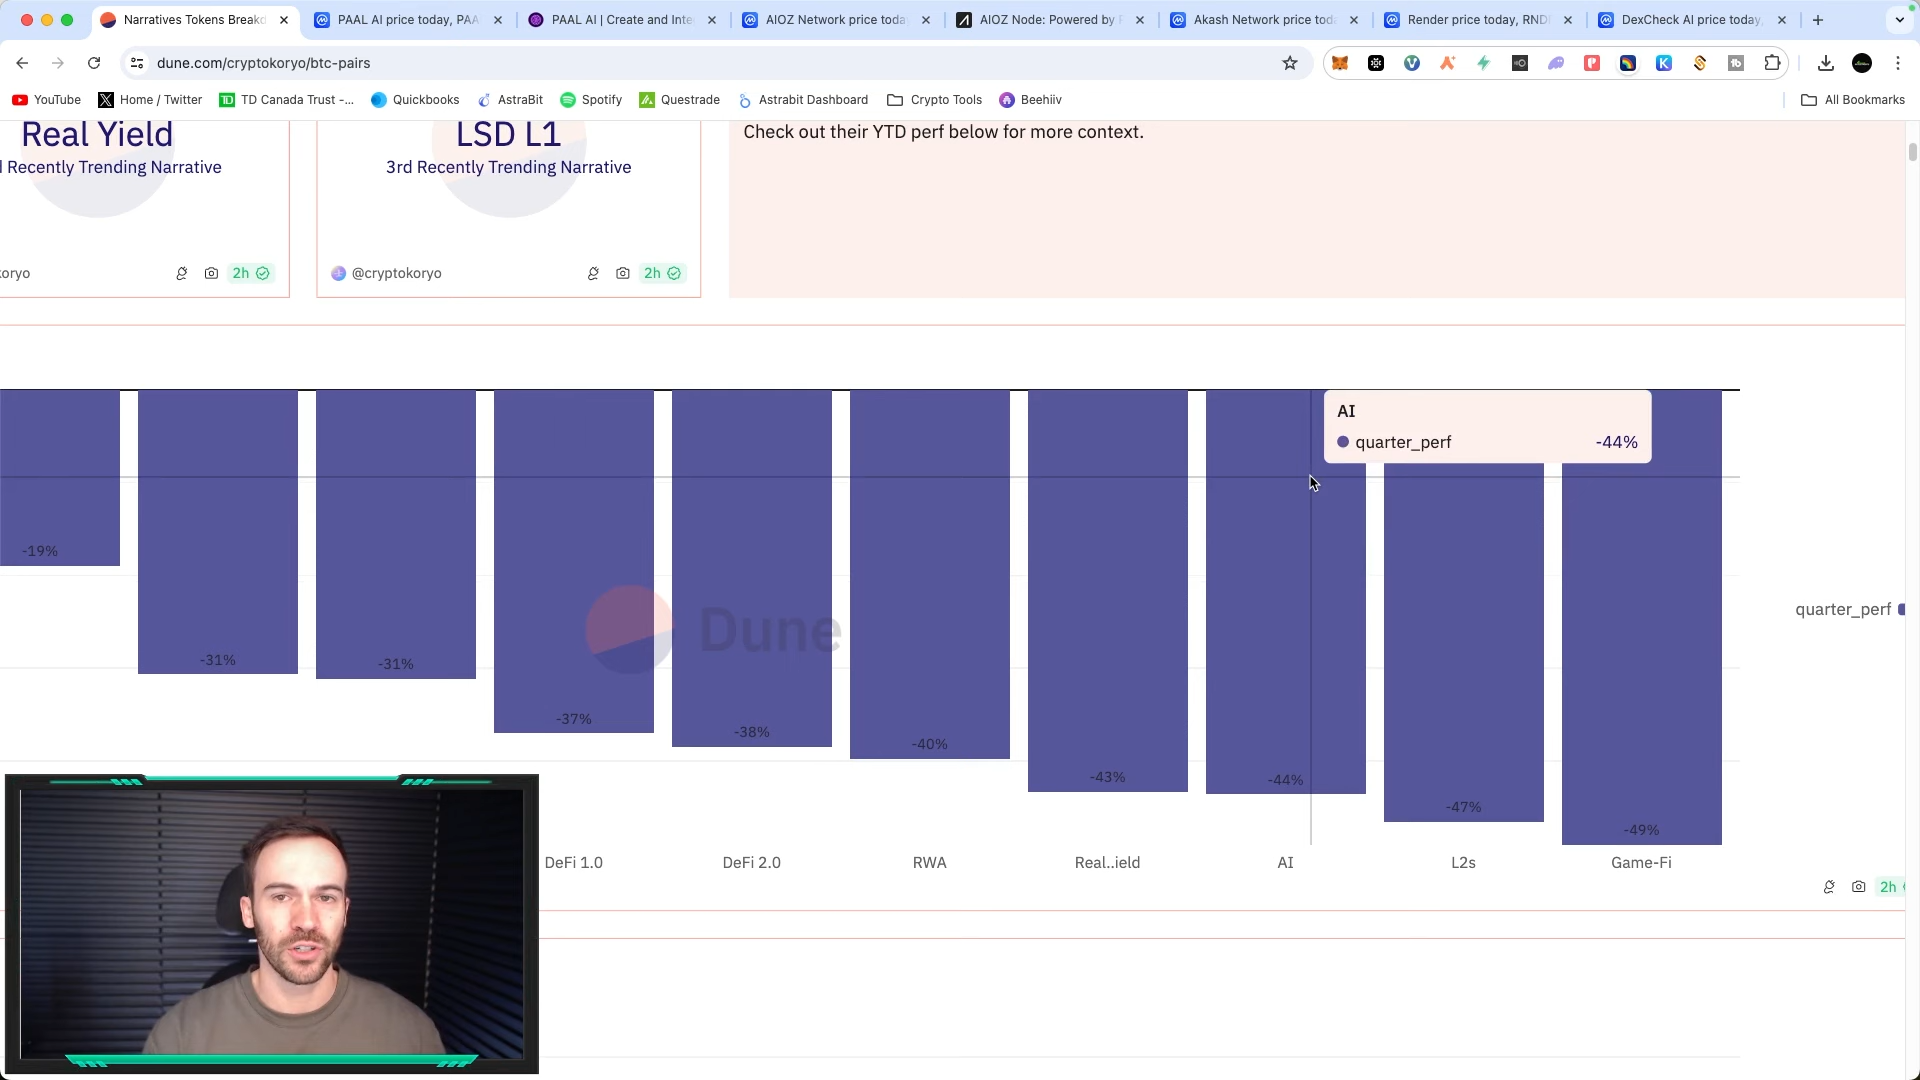 Narratives Tokens Breakd
PAAL AI price today, PAA
PAAL AI | Create and Inte
AIOZ Network price toda
AIOZ Node: Powered by
Akash Network price tod
Render price today, RND
DexCheck AI price today,
dune.com/cryptokoryo/btc-pairs
YouTube
Home / Twitter
TD Canada Trust -...
Quickbooks
AstraBit
Spotify
Questrade
Astrabit Dashboard
Crypto Tools
Beehiiv
All Bookmarks
Real Yield
Recently Trending Narrative
koryo
2h
LSD L1
3rd Recently Trending Narrative
@cryptokoryo
2h
Check out their YTD perf below for more context.
AI
quarter_perf -44%
-19%
-31%
-31%
-37%
-38%
-40%
-43%
-44%
-47%
-49%
Dune
quarter_perf
DeFi 1.0
DeFi 2.0
RWA
Real..ield
AI
L2s
Game-Fi
2h